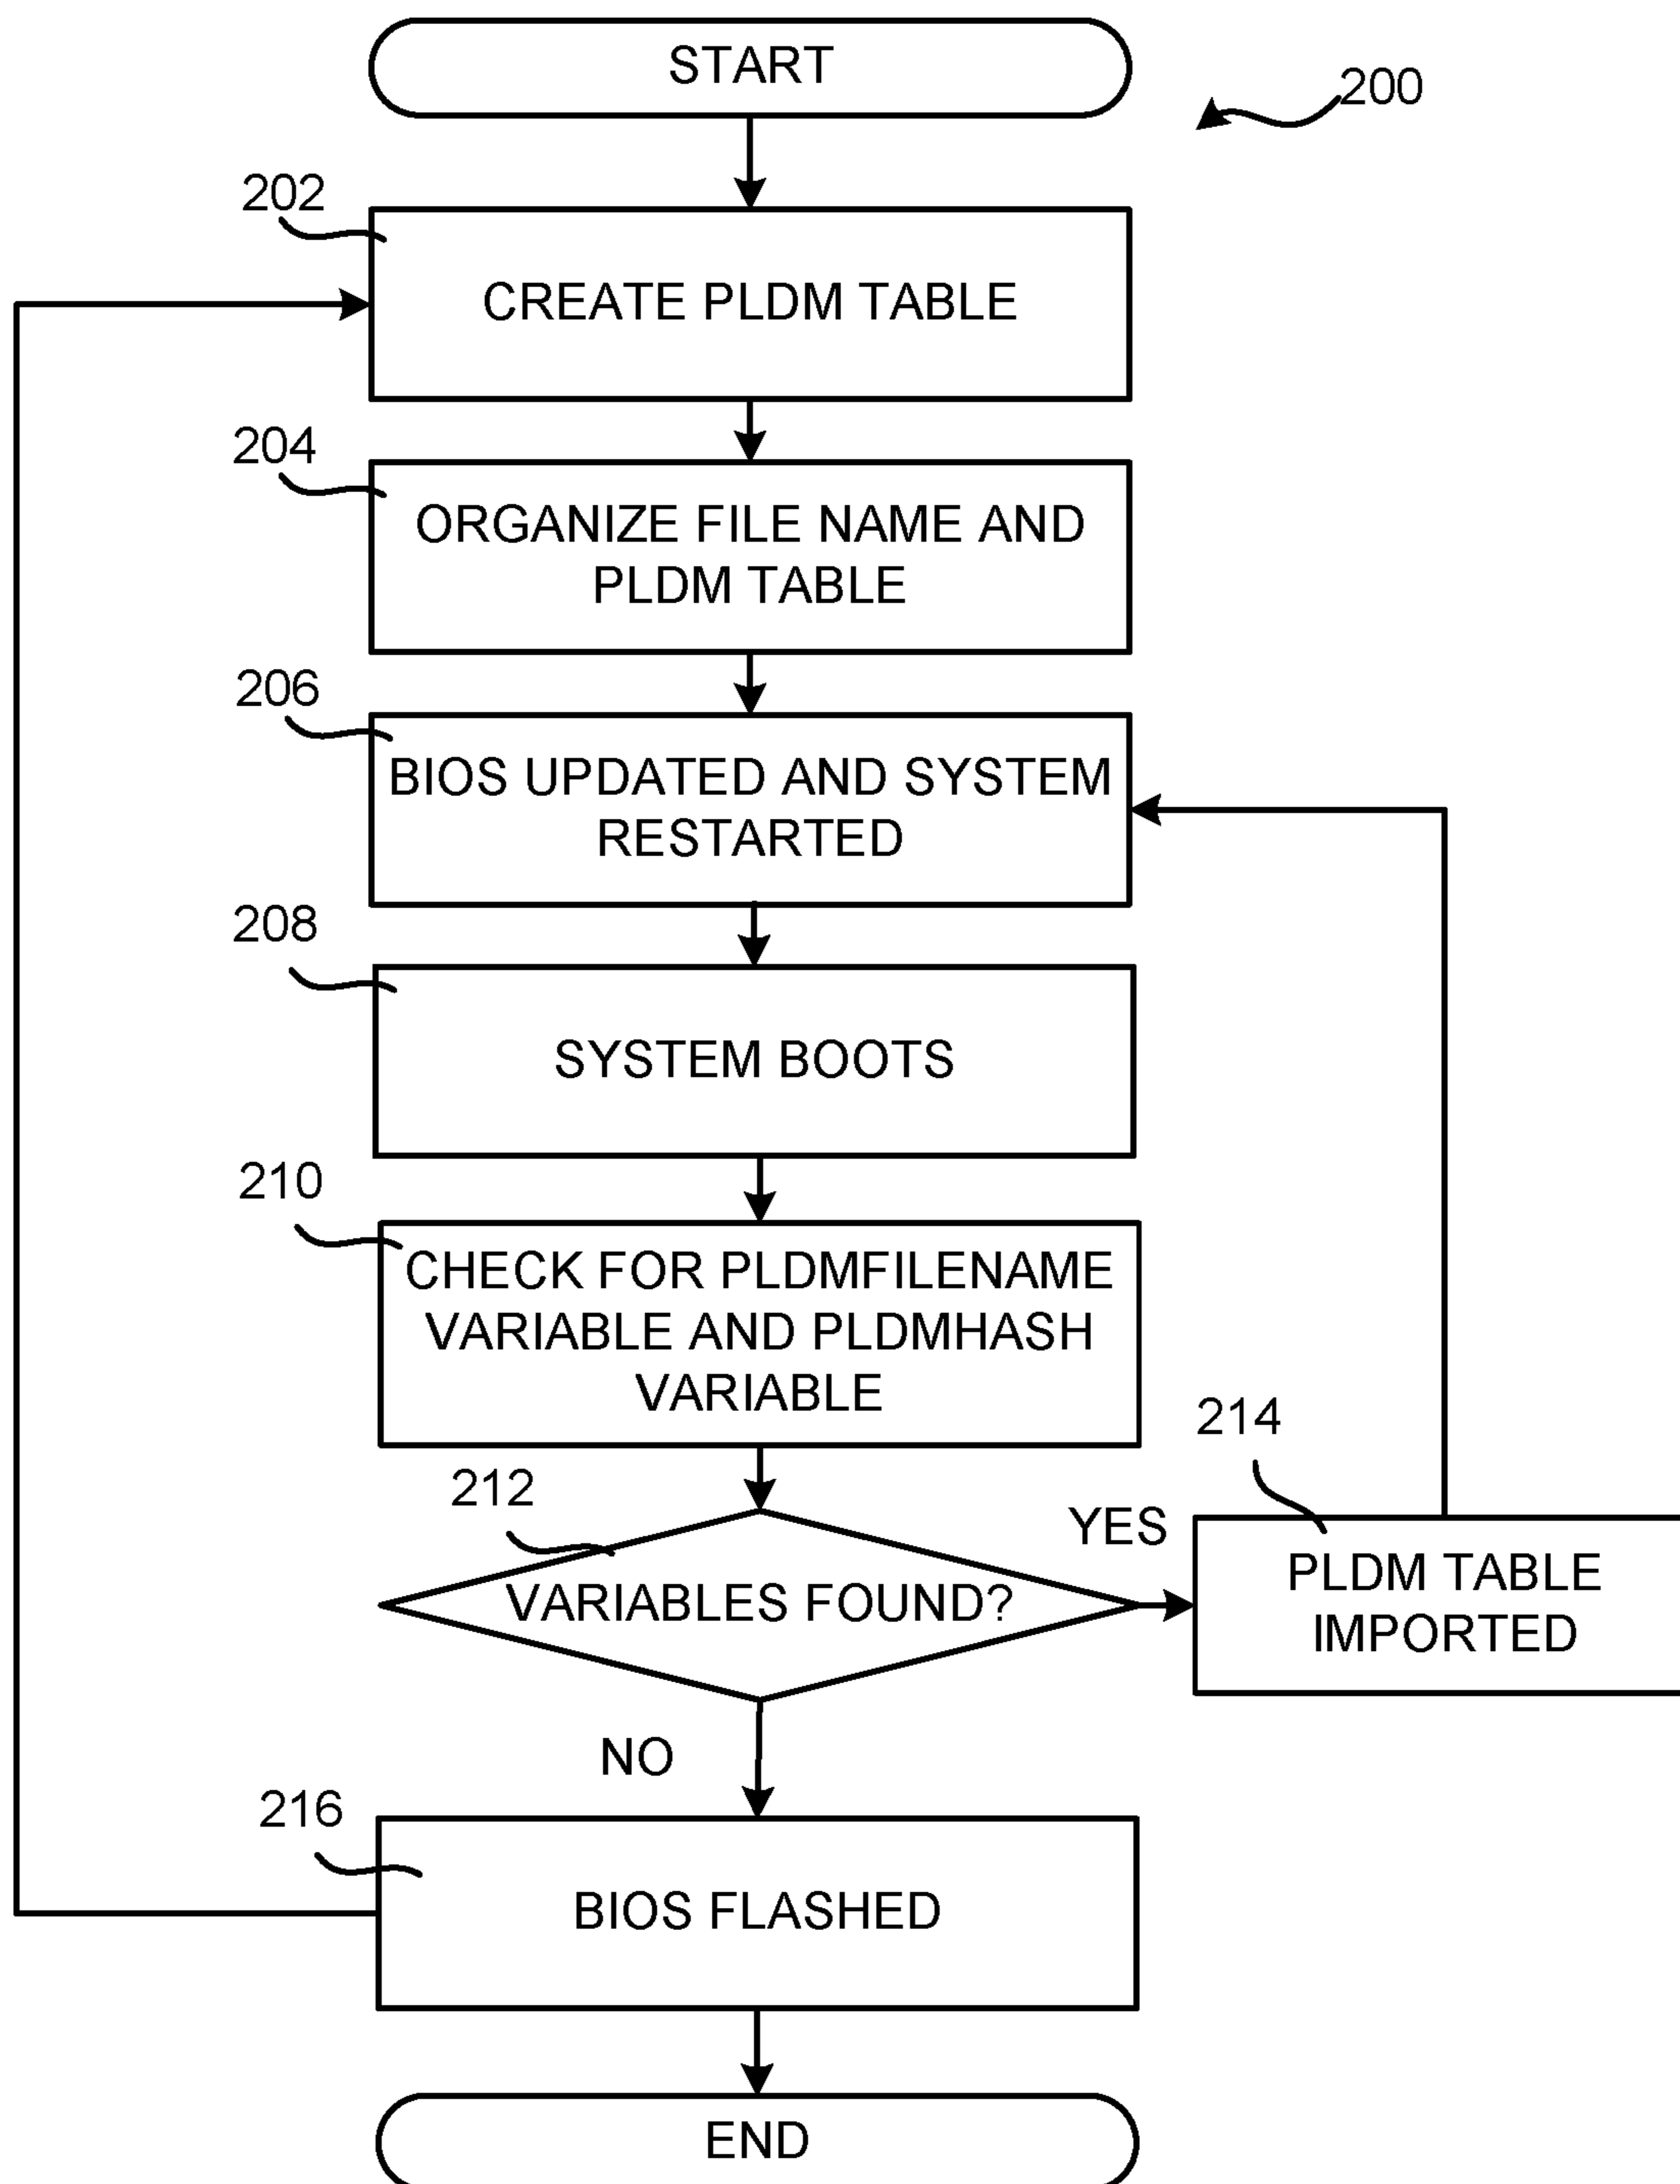 START
200
202
CREATE PLDM TABLE
204
ORGANIZE FILE NAME AND
PLDM TABLE
206
BIOS UPDATED AND SYSTEM
RESTARTED
208
SYSTEM BOOTS
210
CHECK FOR PLDMFILENAME
VARIABLE AND PLDMHASH
VARIABLE
212
VARIABLES FOUND?
YES
214
PLDM TABLE
IMPORTED
NO
216
BIOS FLASHED
END